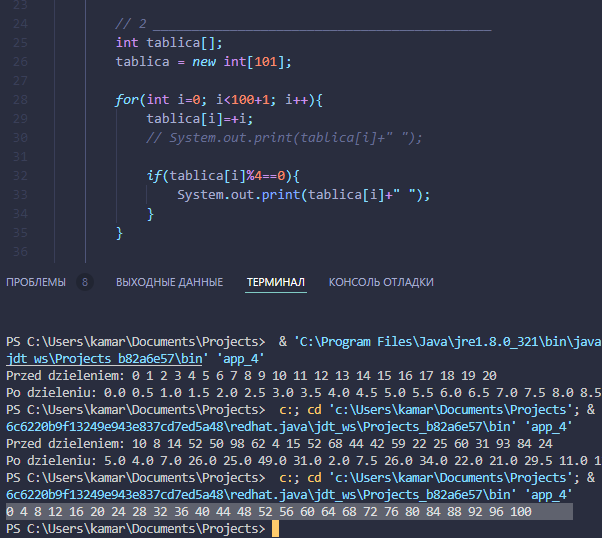 23
24 // 2 ____________________________________________
25 int tablica[];
26 tablica = new int[101];
27
28 for(int i=0; i<100+1; i++){
29 tablica[i]=+i;
30 // System.out.print(tablica[i]+" ");
31
32 if(tablica[i]%4==0){
33 System.out.print(tablica[i]+" ");
34 }
35 }
36
ПРОБЛЕМЫ 8 ВЫХОДНЫЕ ДАННЫЕ ТЕРМИНАЛ КОНСОЛЬ ОТЛАДКИ
PS C:\Users\kamar\Documents\Projects> & 'C:\Program Files\Java\jre1.8.0_321\bin\java
jdt_ws\Projects_b82a6e57\bin' 'app_4'
Przed dzieleniem: 0 1 2 3 4 5 6 7 8 9 10 11 12 13 14 15 16 17 18 19 20
Po dzieleniu: 0.0 0.5 1.0 1.5 2.0 2.5 3.0 3.5 4.0 4.5 5.0 5.5 6.0 6.5 7.0 7.5 8.0 8.5
PS C:\Users\kamar\Documents\Projects> c:; cd 'c:\Users\kamar\Documents\Projects'; &
6c6220b9f13249e943e837cd7ed5a48\redhat.java\jdt_ws\Projects_b82a6e57\bin' 'app_4'
Przed dzieleniem: 10 8 14 52 50 98 62 4 15 52 68 44 42 59 22 25 60 31 93 84 24
Po dzieleniu: 5.0 4.0 7.0 26.0 25.0 49.0 31.0 2.0 7.5 26.0 34.0 22.0 21.0 29.5 11.0 1
PS C:\Users\kamar\Documents\Projects> c:; cd 'c:\Users\kamar\Documents\Projects'; &
6c6220b9f13249e943e837cd7ed5a48\redhat.java\jdt_ws\Projects_b82a6e57\bin' 'app_4'
0 4 8 12 16 20 24 28 32 36 40 44 48 52 56 60 64 68 72 76 80 84 88 92 96 100
PS C:\Users\kamar\Documents\Projects>